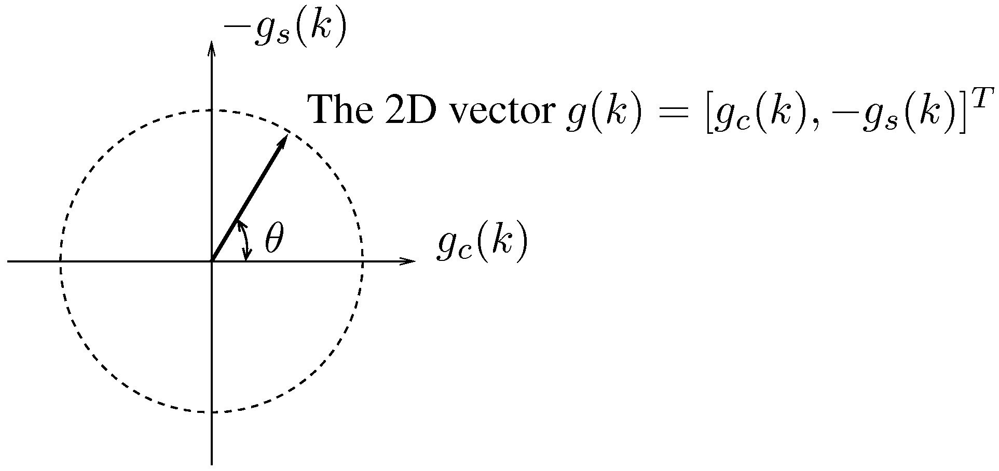 −g_s(k)
The 2D vector g(k) = [g_c(k), −g_s(k)]^T
θ
g_c(k)